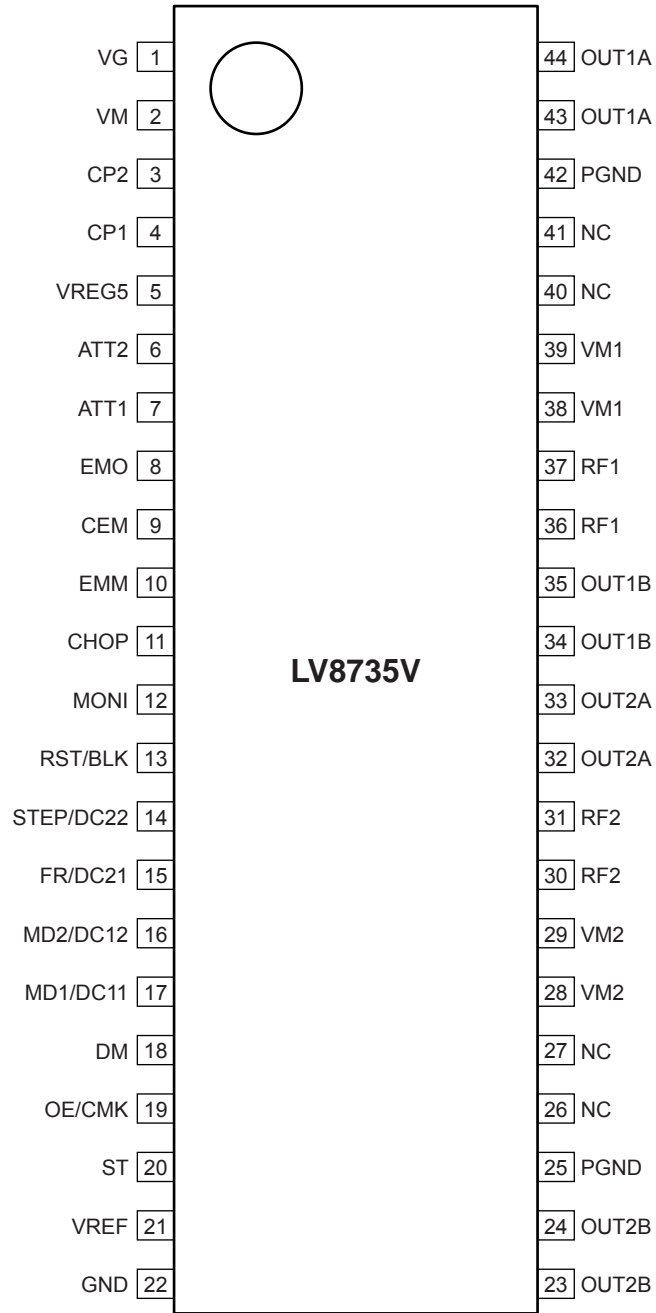 VG 1 44 OUT1A
VM 2 43 OUT1A
CP2 3 42 PGND
CP1 4 41 NC
VREG5 5 40 NC
ATT2 6 39 VM1
ATT1 7 38 VM1
EMO 8 37 RF1
CEM 9 36 RF1
EMM 10 35 OUT1B
CHOP 11 34 OUT1B
LV8735V
MONI 12 33 OUT2A
RST/BLK 13 32 OUT2A
STEP/DC22 14 31 RF2
FR/DC21 15 30 RF2
MD2/DC12 16 29 VM2
MD1/DC11 17 28 VM2
DM 18 27 NC
OE/CMK 19 26 NC
ST 20 25 PGND
VREF 21 24 OUT2B
GND 22 23 OUT2B